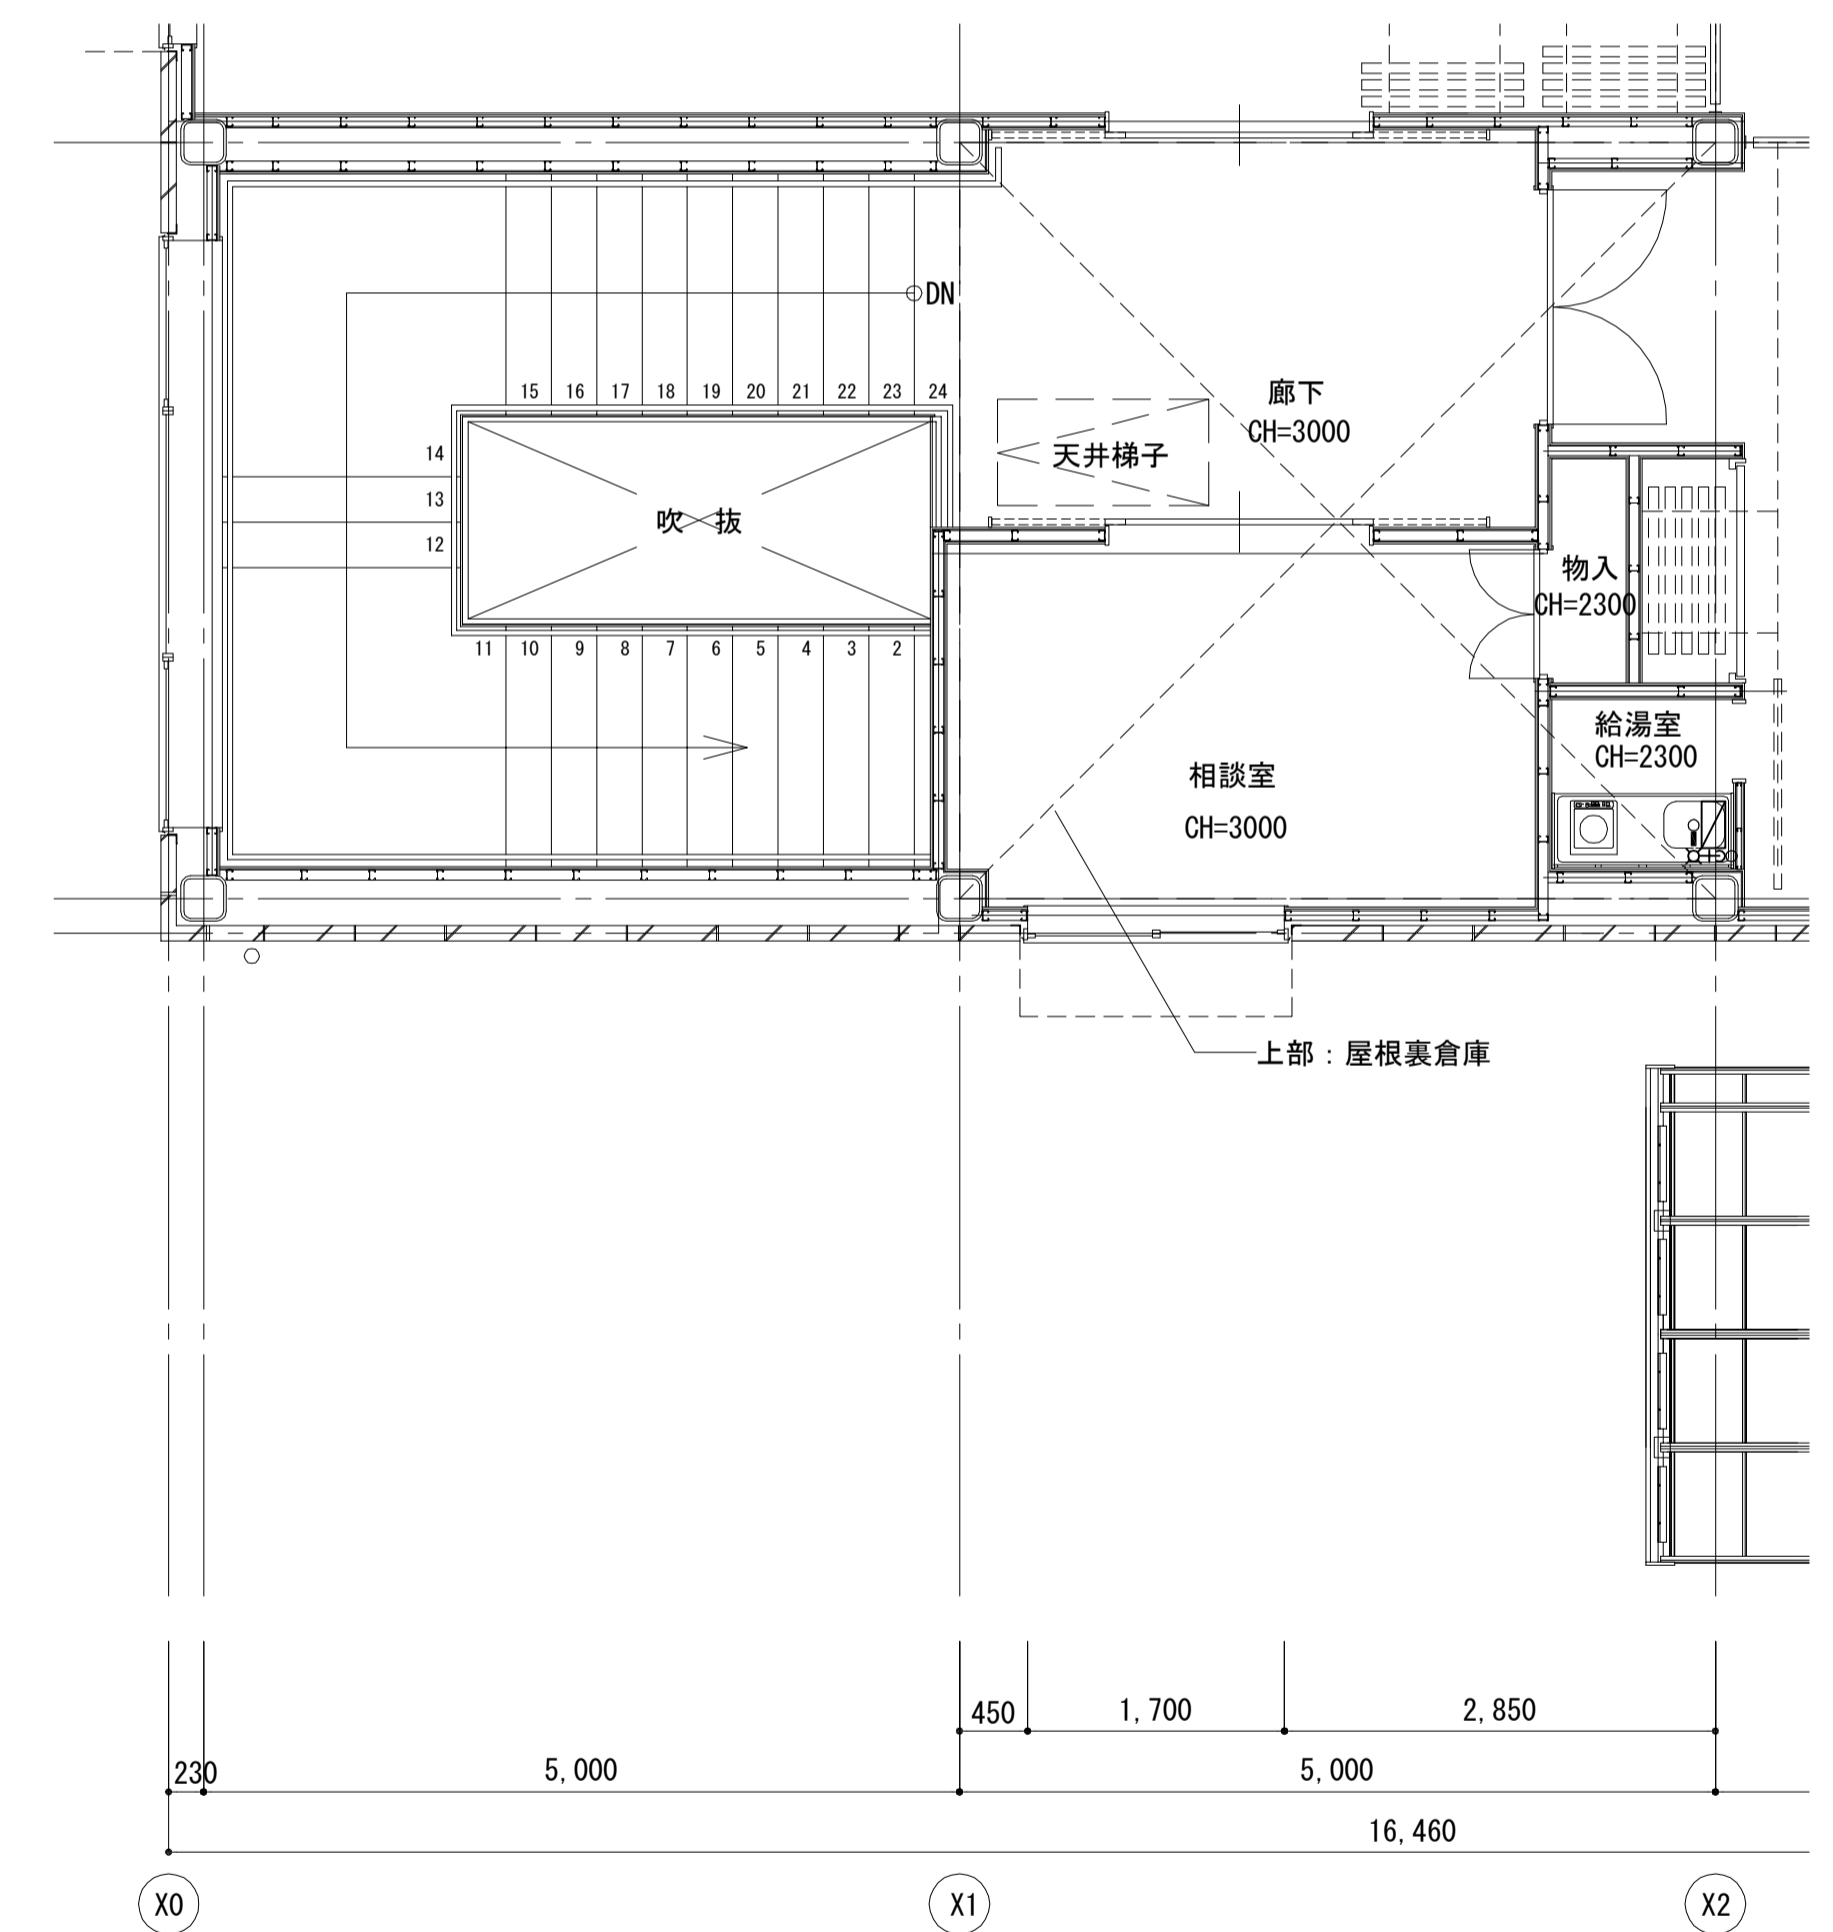 DN
15 16 17 18 19 20 21 22 23 24
廊下
CH=3000
天井梯子
14
13
12
吹 抜
物入
CH=2300
11 10 9 8 7 6 5 4 3 2
給湯室
CH=2300
相談室
CH=3000
上部：屋根裏倉庫
450 1,700 2,850
230 5,000 5,000
16,460
X0 X1 X2